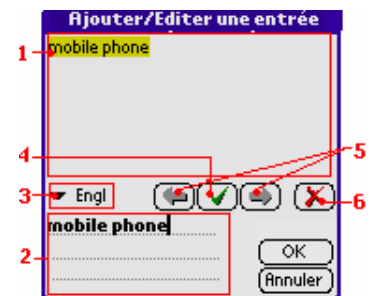 Ajouter/Editer une entrée
1 mobile phone
4 5
3 Engl 6
mobile phone
2 OK
Annuler